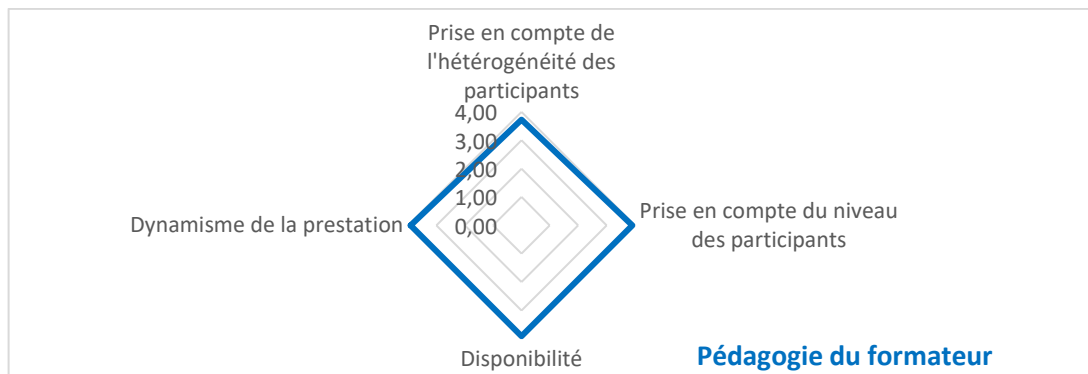 Prise en compte de
l'hétérogénéité des
participants
4,00
3,00
2,00
1,00
0,00
Dynamisme de la prestation
Prise en compte du niveau
des participants
Disponibilité
Pédagogie du formateur